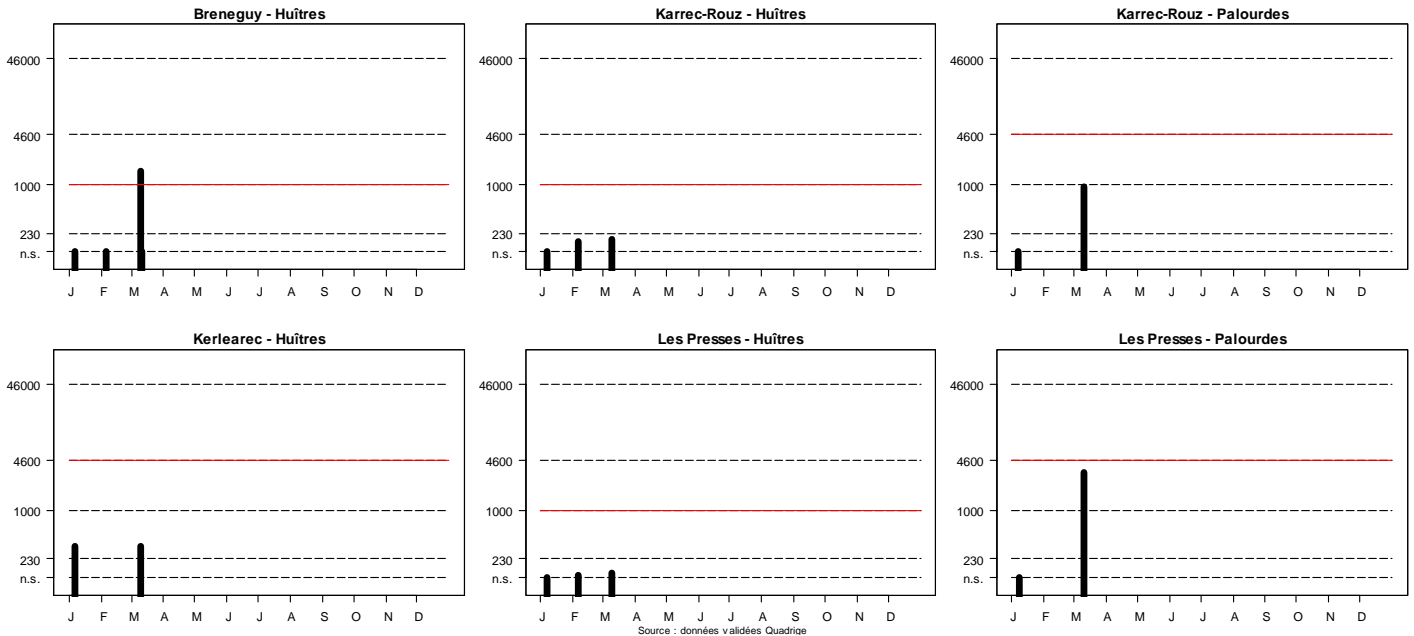 Breneguy - Huîtres
46000
4600
1000
230
n.s.
J F M A M J J A S O N D
Karrec-Rouz - Huîtres
46000
4600
1000
230
n.s.
J F M A M J J A S O N D
Karrec-Rouz - Palourdes
46000
4600
1000
230
n.s.
J F M A M J J A S O N D
Kerlearec - Huîtres
46000
4600
1000
230
n.s.
J F M A M J J A S O N D
Les Presses - Huîtres
46000
4600
1000
230
n.s.
J F M A M J J A S O N D
Les Presses - Palourdes
46000
4600
1000
230
n.s.
J F M A M J J A S O N D
Source : données validées Quadrige